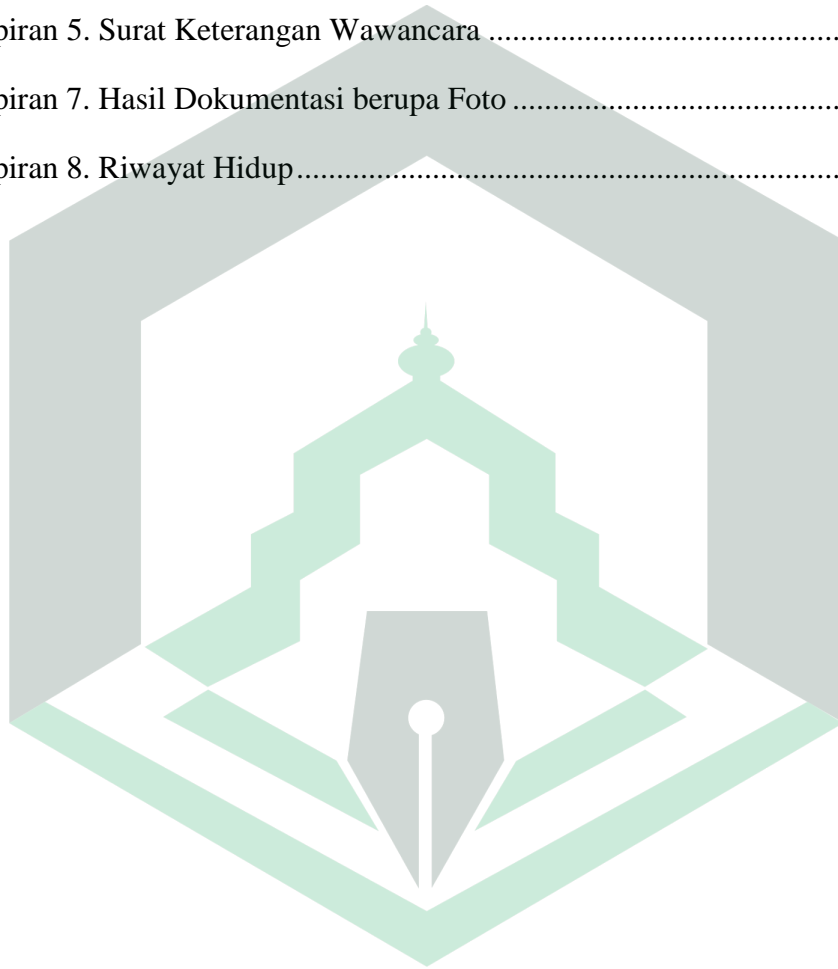 piran 5. Surat Keterangan Wawancara ..........................................
piran 7. Hasil Dokumentasi berupa Foto .......................................
piran 8. Riwayat Hidup ..................................................................